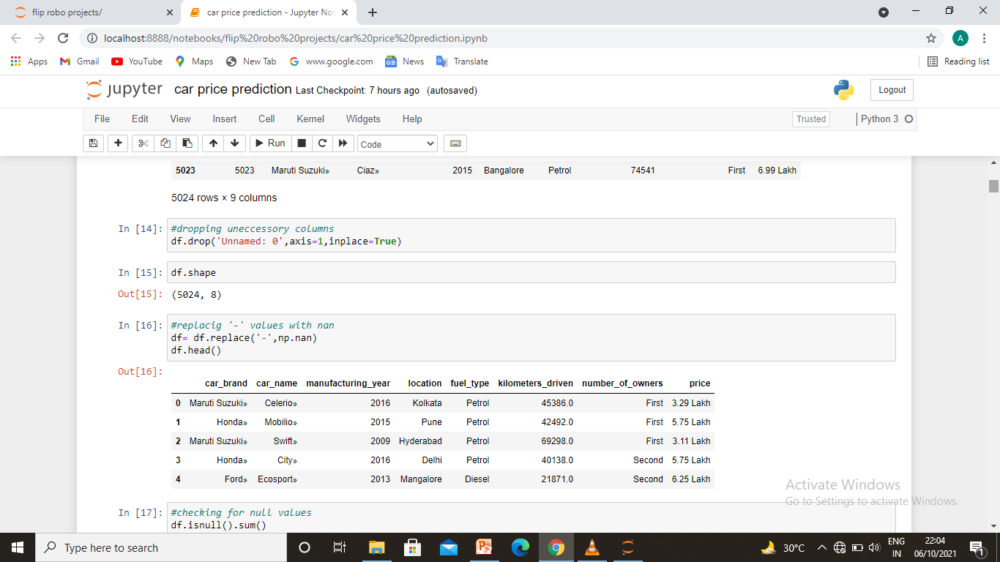 flip robo projects/
car price prediction - Jupyter Not
localhost:8888/notebooks/flip%20robo%20projects/car%20price%20prediction.ipynb
A
Apps Gmail YouTube Maps New Tab www.google.com News Translate Reading list
jupyter car price prediction Last Checkpoint: 7 hours ago (autosaved)
Logout
File Edit View Insert Cell Kernel Widgets Help Trusted Python 3
Run Code
5023 5023 Maruti Suzuki» Ciaz» 2015 Bangalore Petrol 74541 First 6.99 Lakh
5024 rows × 9 columns
In [14]: #dropping uneccessory columns
df.drop('Unnamed: 0',axis=1,inplace=True)
In [15]: df.shape
Out[15]: (5024, 8)
In [16]: #replacig '-' values with nan
df= df.replace('-',np.nan)
df.head()
Out[16]:
car_brand car_name manufacturing_year location fuel_type kilometers_driven number_of_owners price
0 Maruti Suzuki» Celerio» 2016 Kolkata Petrol 45386.0 First 3.29 Lakh
1 Honda» Mobilio» 2015 Pune Petrol 42492.0 First 5.75 Lakh
2 Maruti Suzuki» Swift» 2009 Hyderabad Petrol 69298.0 First 3.11 Lakh
3 Honda» City» 2016 Delhi Petrol 40138.0 Second 5.75 Lakh
4 Ford» Ecosport» 2013 Mangalore Diesel 21871.0 Second 6.25 Lakh
Activate Windows
Go to Settings to activate Windows.
In [17]: #checking for null values
df.isnull().sum()
Type here to search
30°C
ENG
IN
22:04
06/10/2021
1